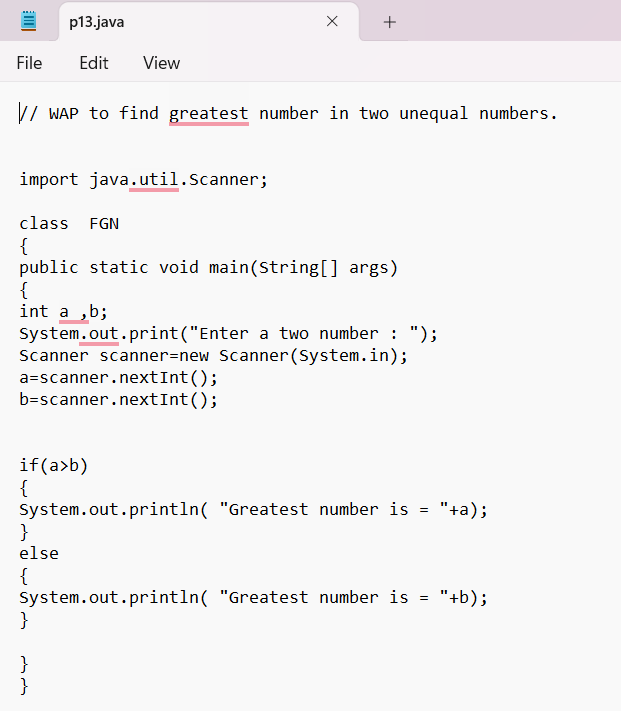 p13.java
File Edit View
// WAP to find greatest number in two unequal numbers.
import java.util.Scanner;
class  FGN
{
public static void main(String[] args)
{
int a ,b;
System.out.print("Enter a two number : ");
Scanner scanner=new Scanner(System.in);
a=scanner.nextInt();
b=scanner.nextInt();
if(a>b)
{
System.out.println( "Greatest number is = "+a);
}
else
{
System.out.println( "Greatest number is = "+b);
}
}
}